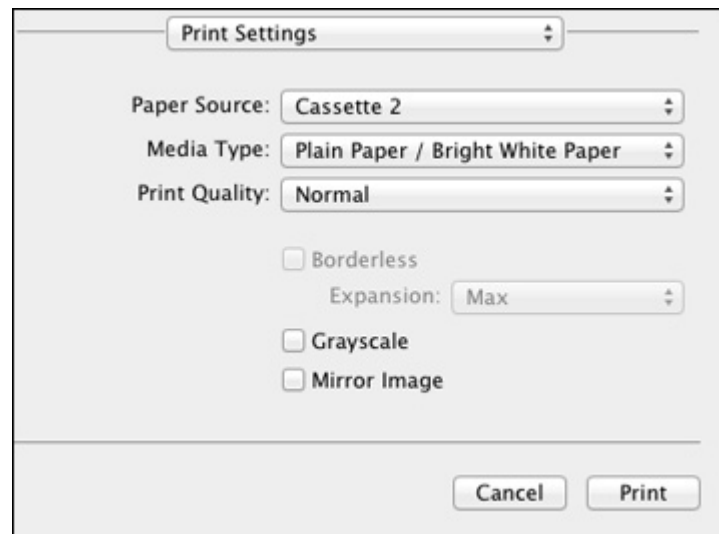 Print Settings
Paper Source: Cassette 2
Media Type: Plain Paper / Bright White Paper
Print Quality: Normal
Borderless
Expansion: Max
Grayscale
Mirror Image
Cancel Print